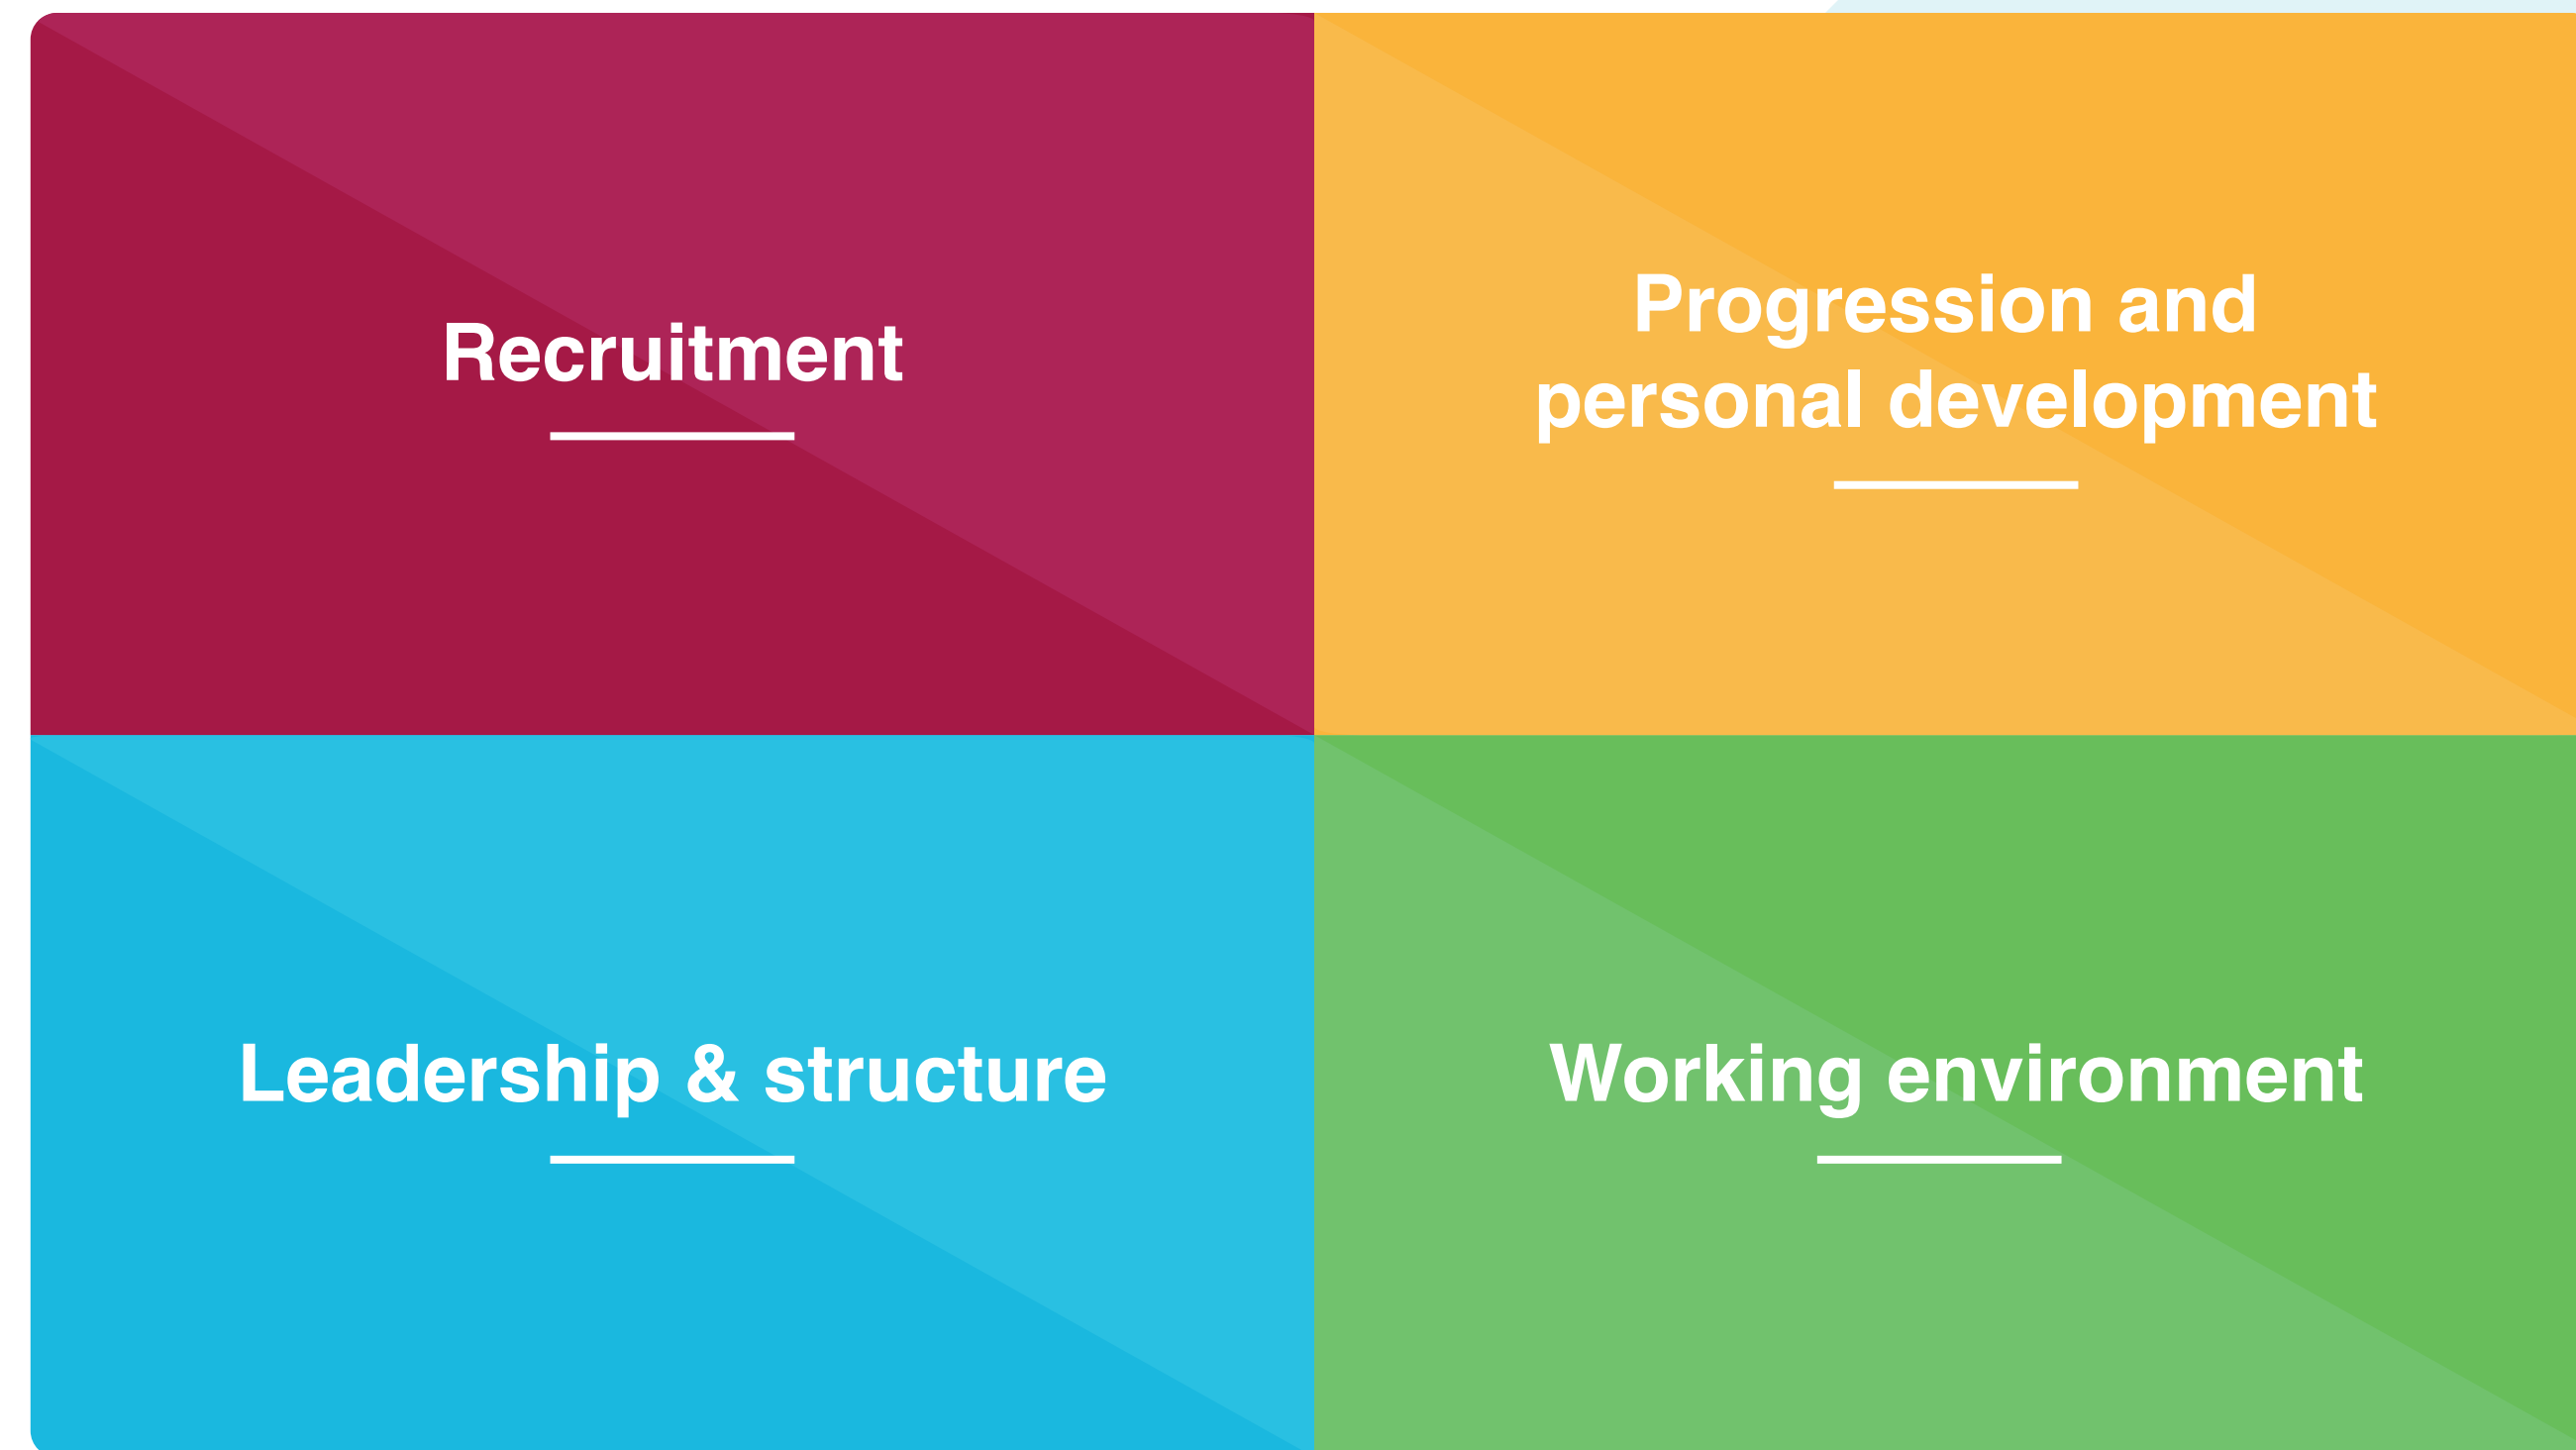 Recruitment
Progression and
personal development
Leadership & structure
Working environment